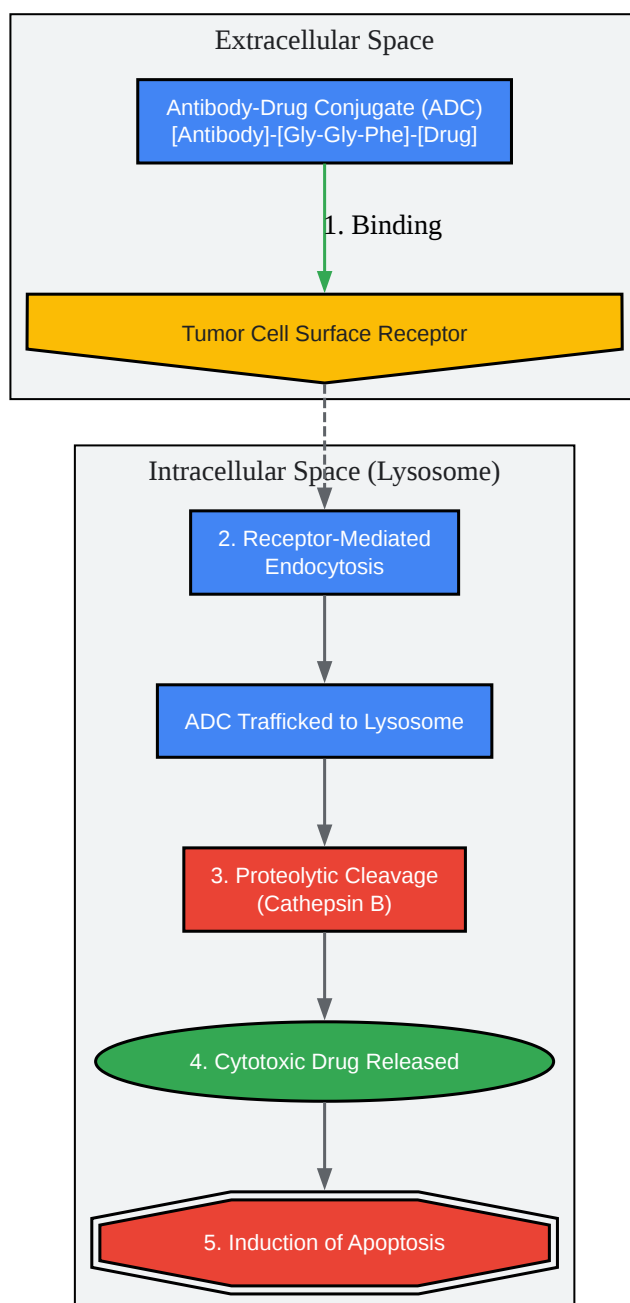 Extracellular Space
Antibody-Drug Conjugate (ADC)
[Antibody]-[Gly-Gly-Phe]-[Drug]
1. Binding
Tumor Cell Surface Receptor
Intracellular Space (Lysosome)
2. Receptor-Mediated
Endocytosis
ADC Trafficked to Lysosome
3. Proteolytic Cleavage
(Cathepsin B)
4. Cytotoxic Drug Released
5. Induction of Apoptosis